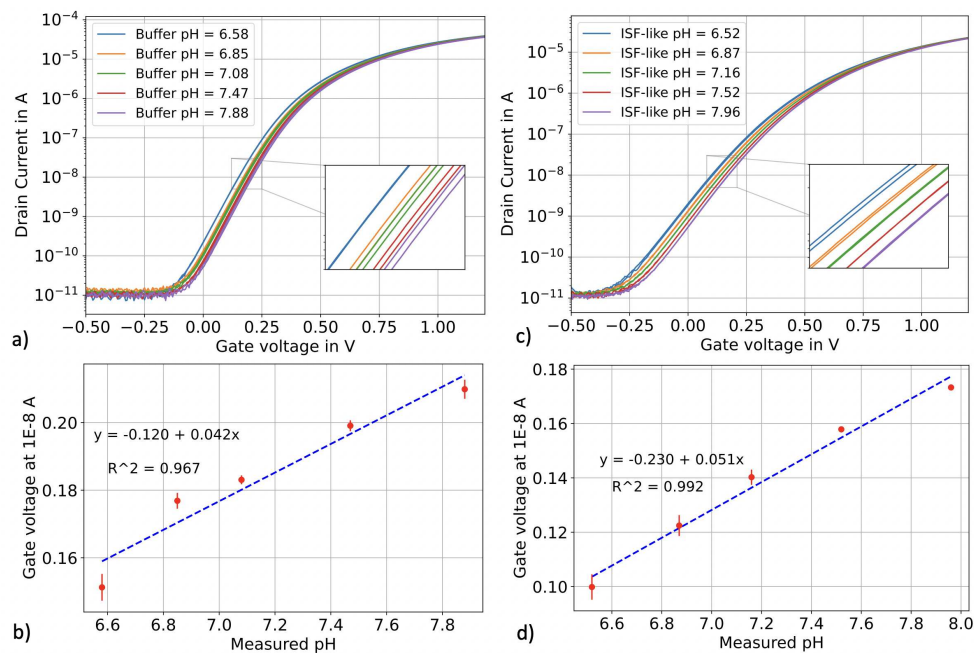 Buffer pH = 6.58
Buffer pH = 6.85
Buffer pH = 7.08
Buffer pH = 7.47
Buffer pH = 7.88
Drain Current in A
10⁻⁴
10⁻⁵
10⁻⁶
10⁻⁷
10⁻⁸
10⁻⁹
10⁻¹⁰
10⁻¹¹
−0.50 −0.25 0.00 0.25 0.50 0.75 1.00
Gate voltage in V
a)
ISF-like pH = 6.52
ISF-like pH = 6.87
ISF-like pH = 7.16
ISF-like pH = 7.52
ISF-like pH = 7.96
Drain Current in A
10⁻⁵
10⁻⁶
10⁻⁷
10⁻⁸
10⁻⁹
10⁻¹⁰
10⁻¹¹
−0.50 −0.25 0.00 0.25 0.50 0.75 1.00
Gate voltage in V
c)
Gate voltage at 1E-8 A
0.20
0.18
0.16
y = -0.120 + 0.042x
R^2 = 0.967
6.6 6.8 7.0 7.2 7.4 7.6 7.8
Measured pH
b)
Gate voltage at 1E-8 A
0.18
0.16
0.14
0.12
0.10
y = -0.230 + 0.051x
R^2 = 0.992
6.6 6.8 7.0 7.2 7.4 7.6 7.8 8.0
Measured pH
d)